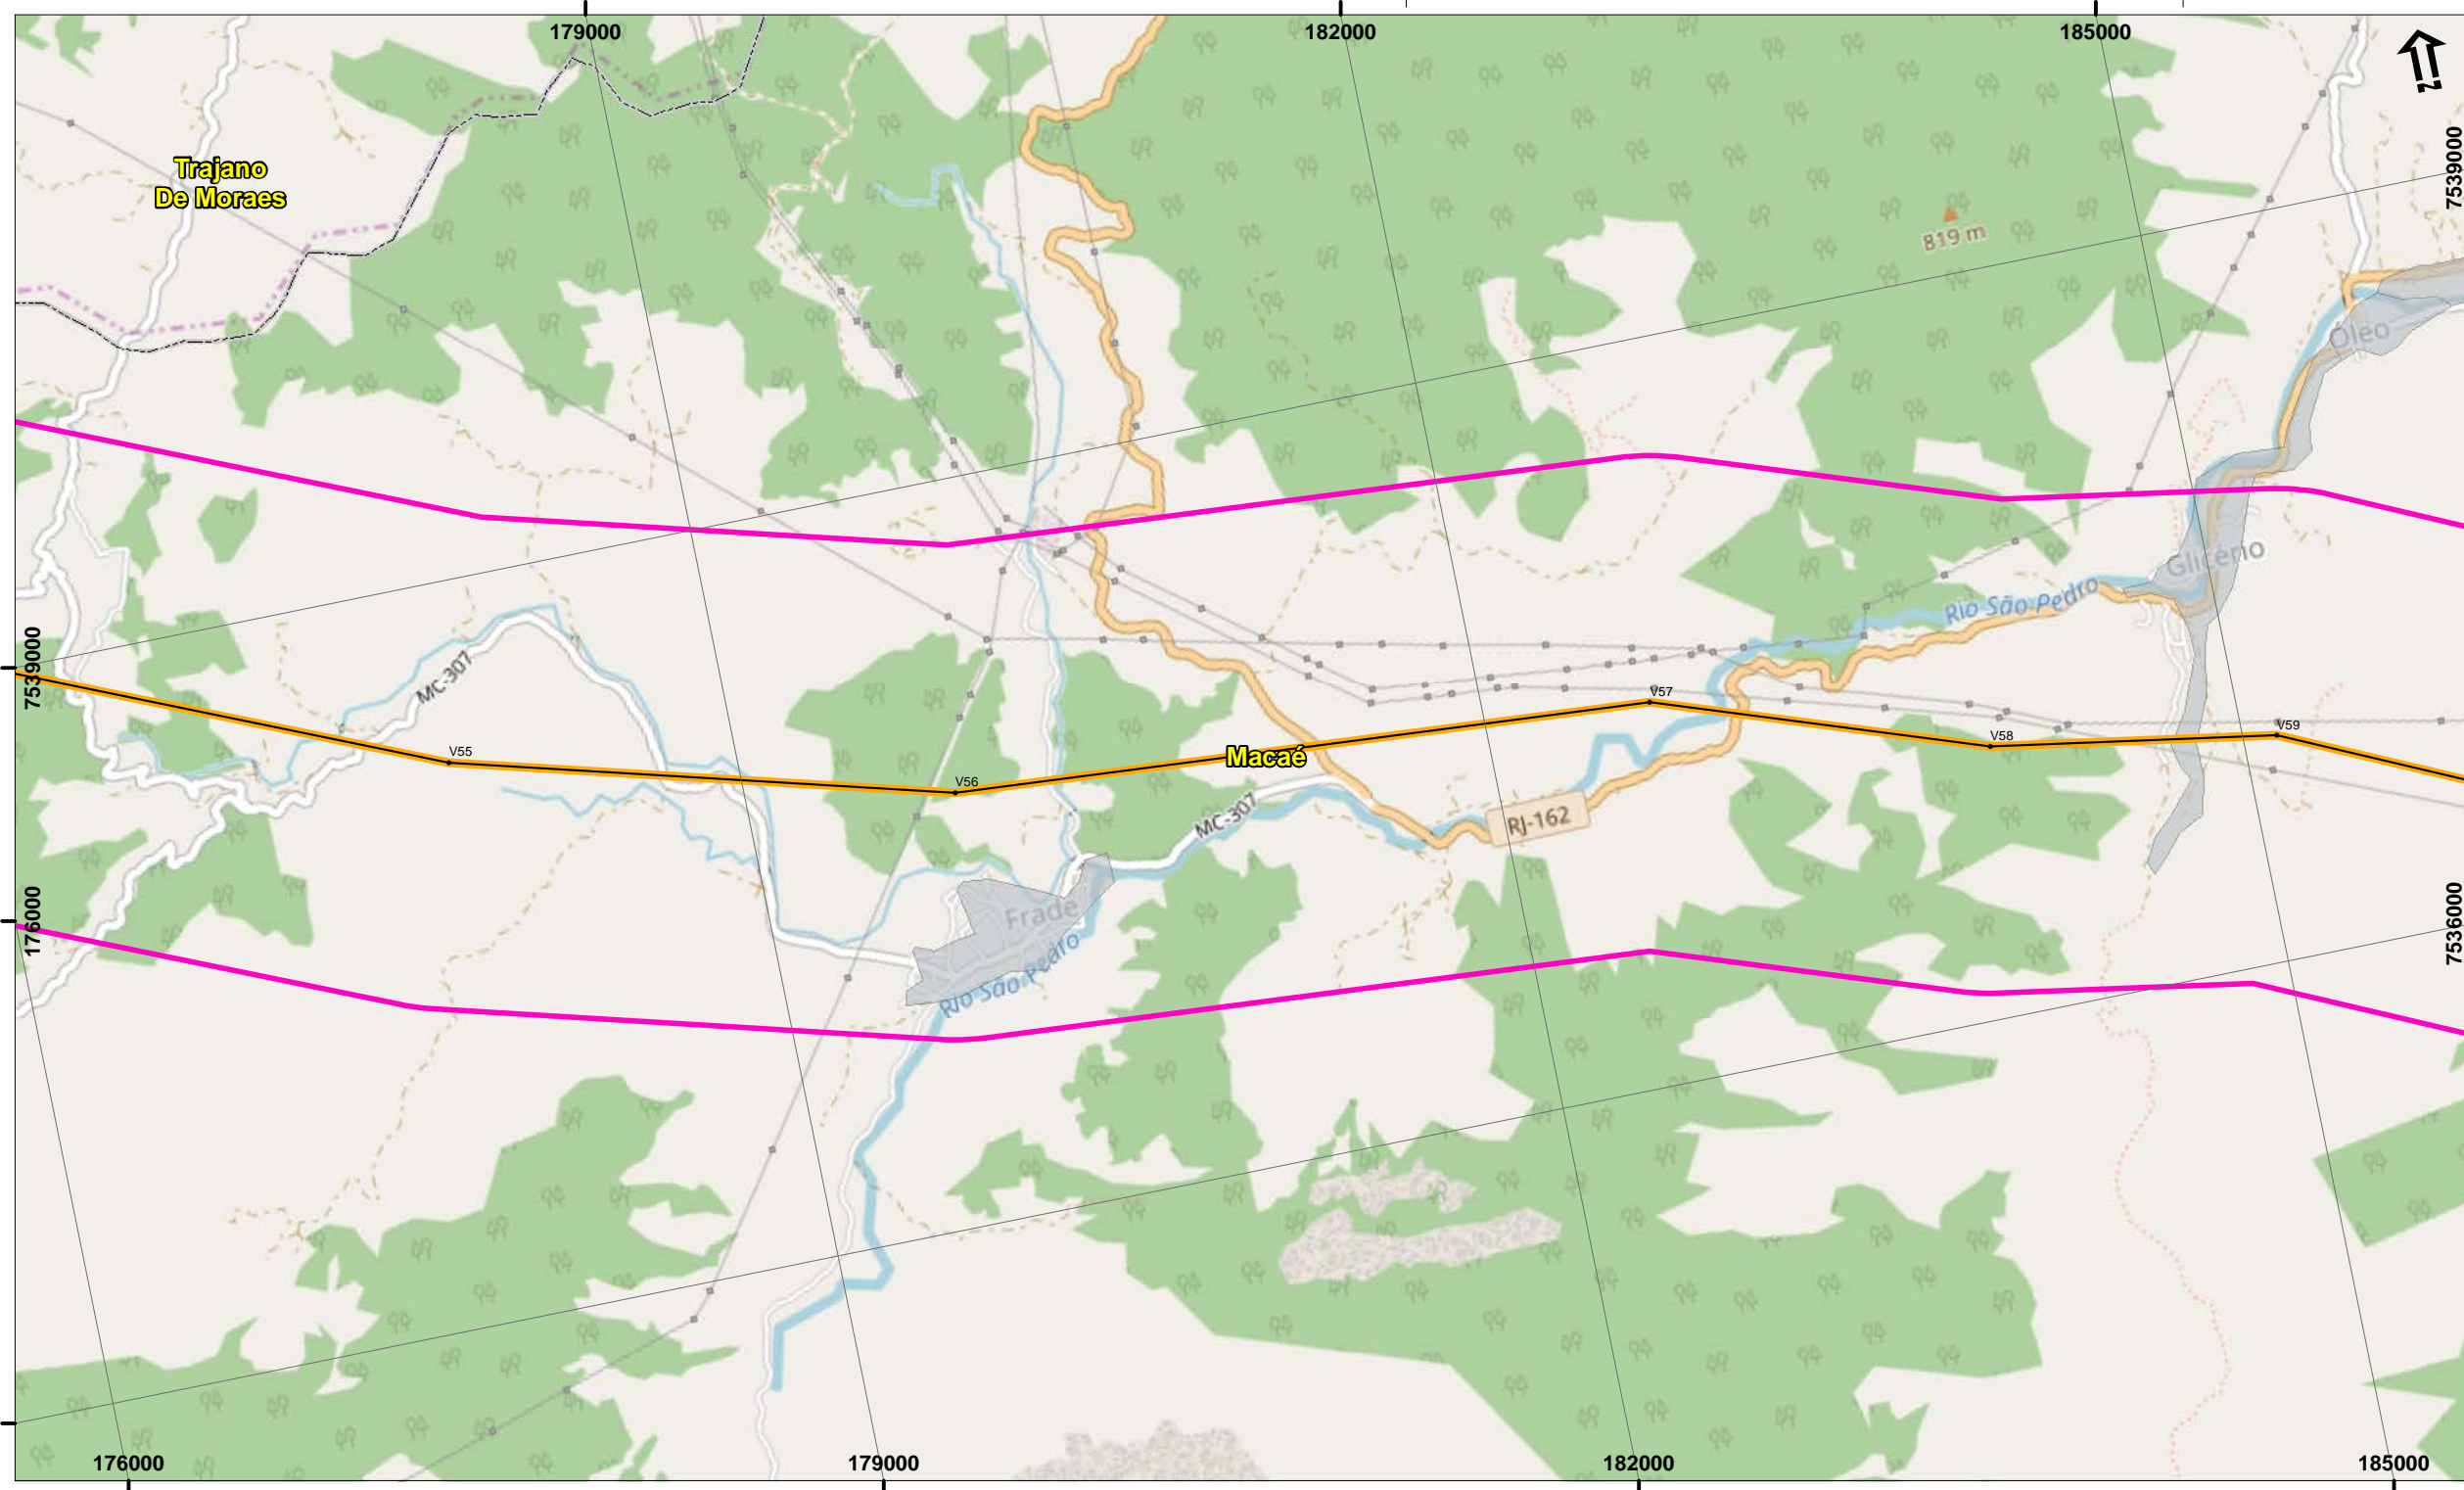 179000
182000
185000
N
Trajano
De Moraes
7539000
819 m
Óleo
Glicério
Rio São Pedro
7539000
MC-307
V57
V55
V58
V59
Macaé
V56
MC-307
RJ-162
176000
Frade
7536000
Rio São Pedro
176000
179000
182000
185000